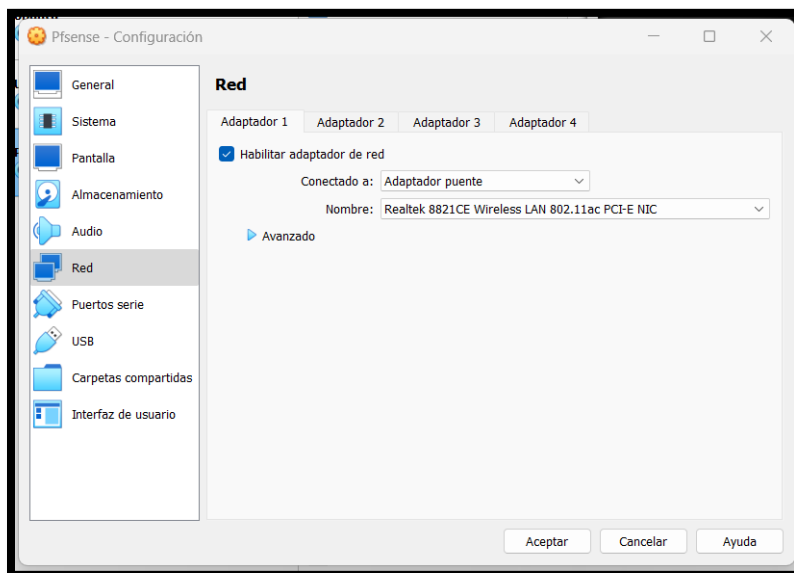 Pfsense - Configuración
General
Sistema
Pantalla
Almacenamiento
Audio
Red
Puertos serie
USB
Carpetas compartidas
Interfaz de usuario
Red
Adaptador 1 Adaptador 2 Adaptador 3 Adaptador 4
Habilitar adaptador de red
Conectado a: Adaptador puente
Nombre: Realtek 8821CE Wireless LAN 802.11ac PCI-E NIC
Avanzado
Aceptar Cancelar Ayuda